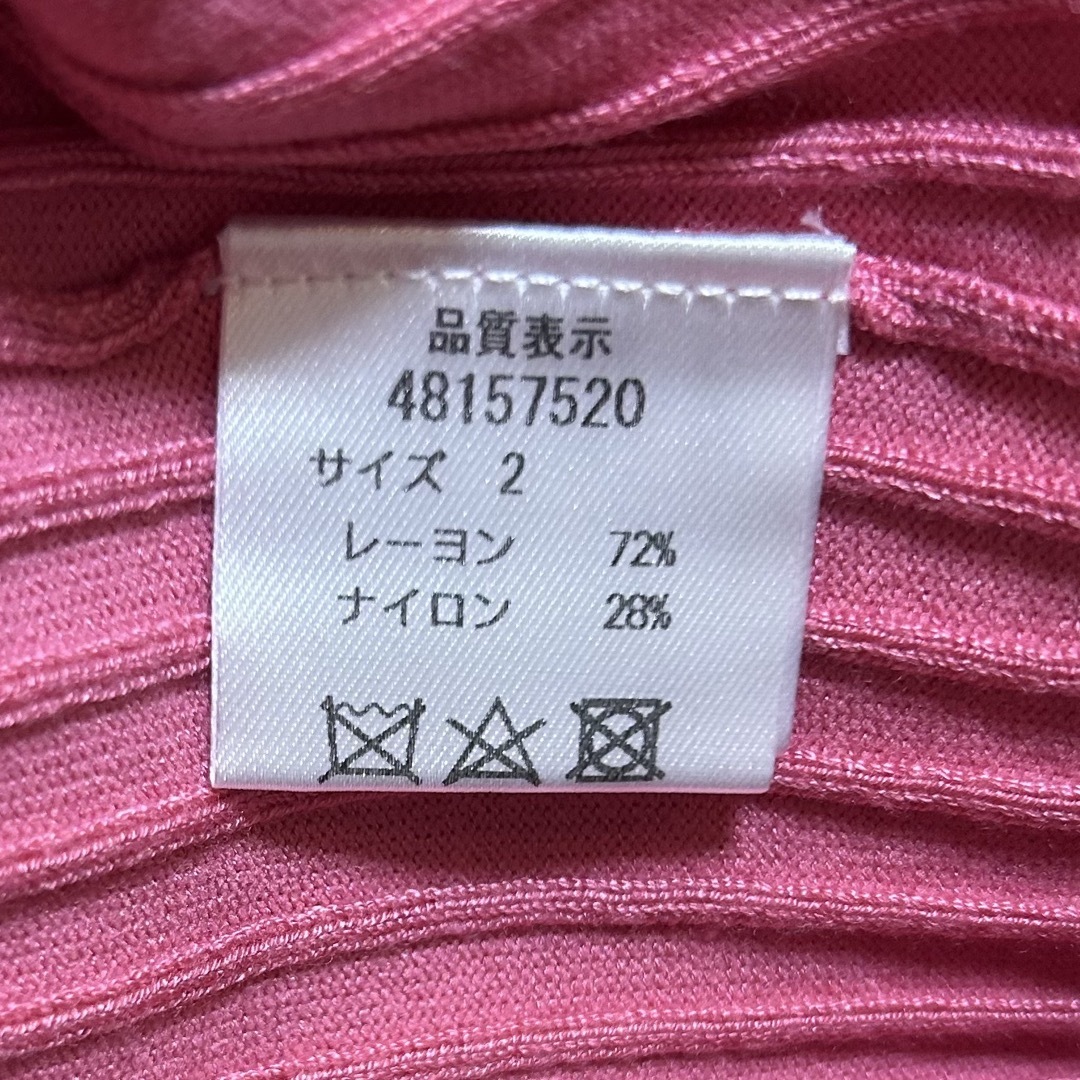 品質表示
48157520
サイズ 2
レーヨン 72%
ナイロン 28%